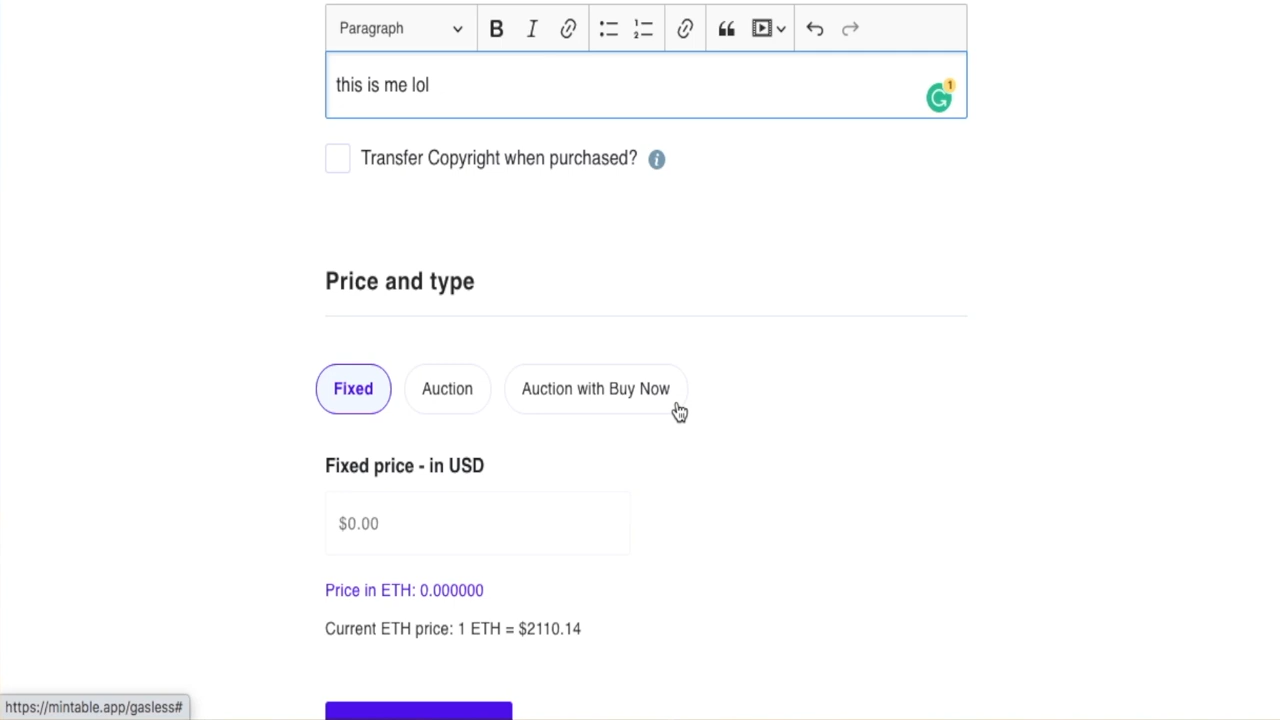 Paragraph
B I
this is me lol
1
Transfer Copyright when purchased?
Price and type
Fixed Auction Auction with Buy Now
Fixed price - in USD
$0.00
Price in ETH: 0.000000
Current ETH price: 1 ETH = $2110.14
https://mintable.app/gasless#